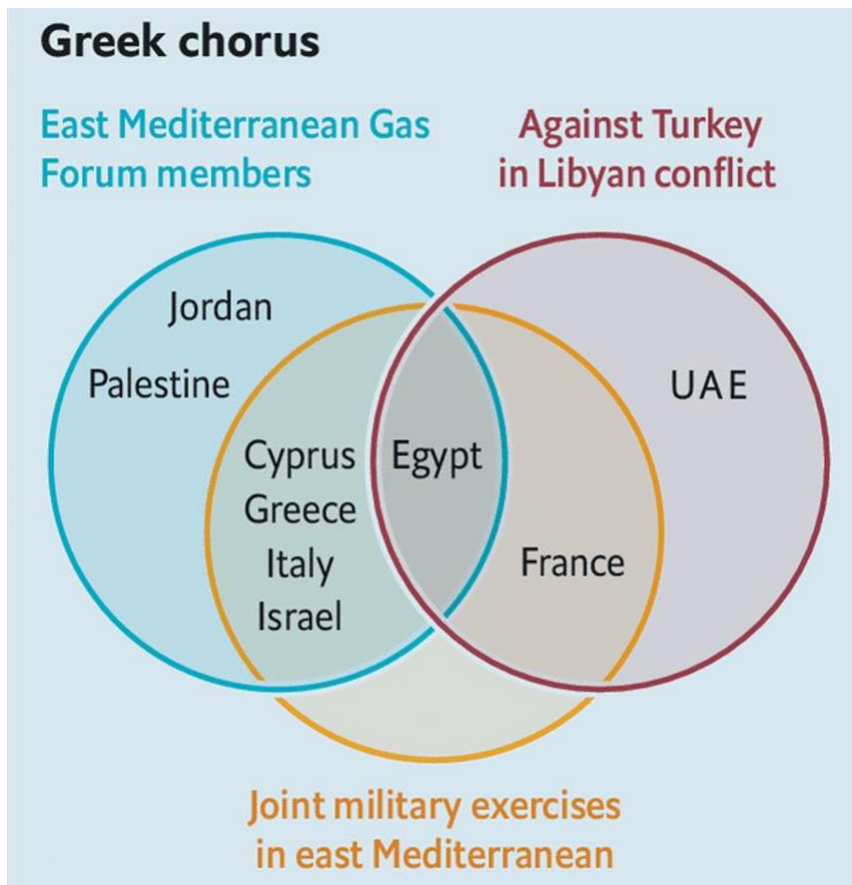 Greek chorus
East Mediterranean Gas
Forum members
Against Turkey
in Libyan conflict
Jordan
Palestine
UAE
Cyprus
Greece
Italy
Israel
Egypt
France
Joint military exercises
in east Mediterranean